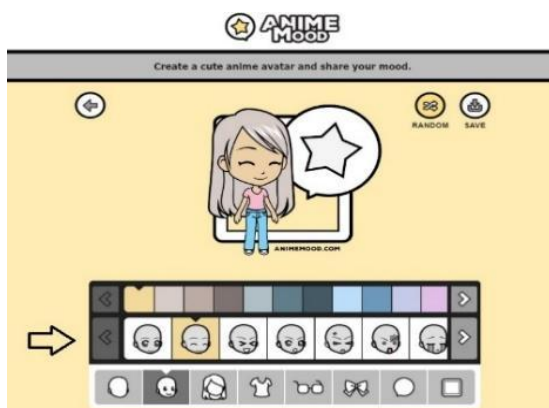 ANIME
MOOD
Create a cute anime avatar and share your mood.
RANDOM
SAVE
ANIMEMOOD.COM